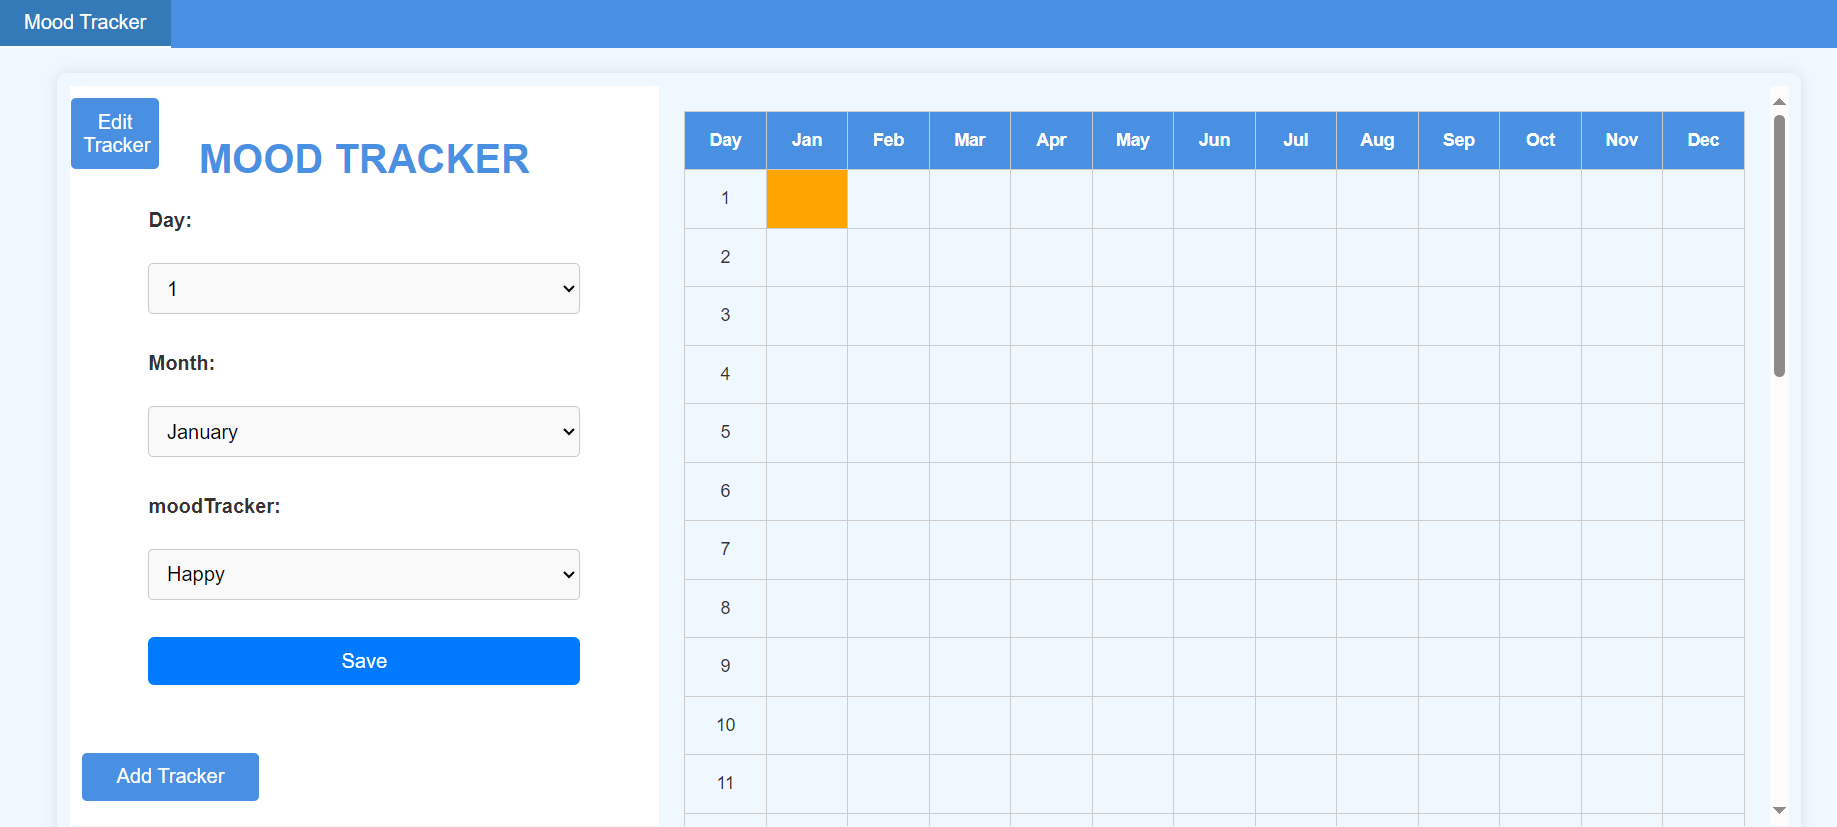 Mood Tracker
Edit
Tracker
MOOD TRACKER
Day:
1
Month:
January
moodTracker:
Happy
Save
Add Tracker
Day Jan Feb Mar Apr May Jun Jul Aug Sep Oct Nov Dec
1
2
3
4
5
6
7
8
9
10
11